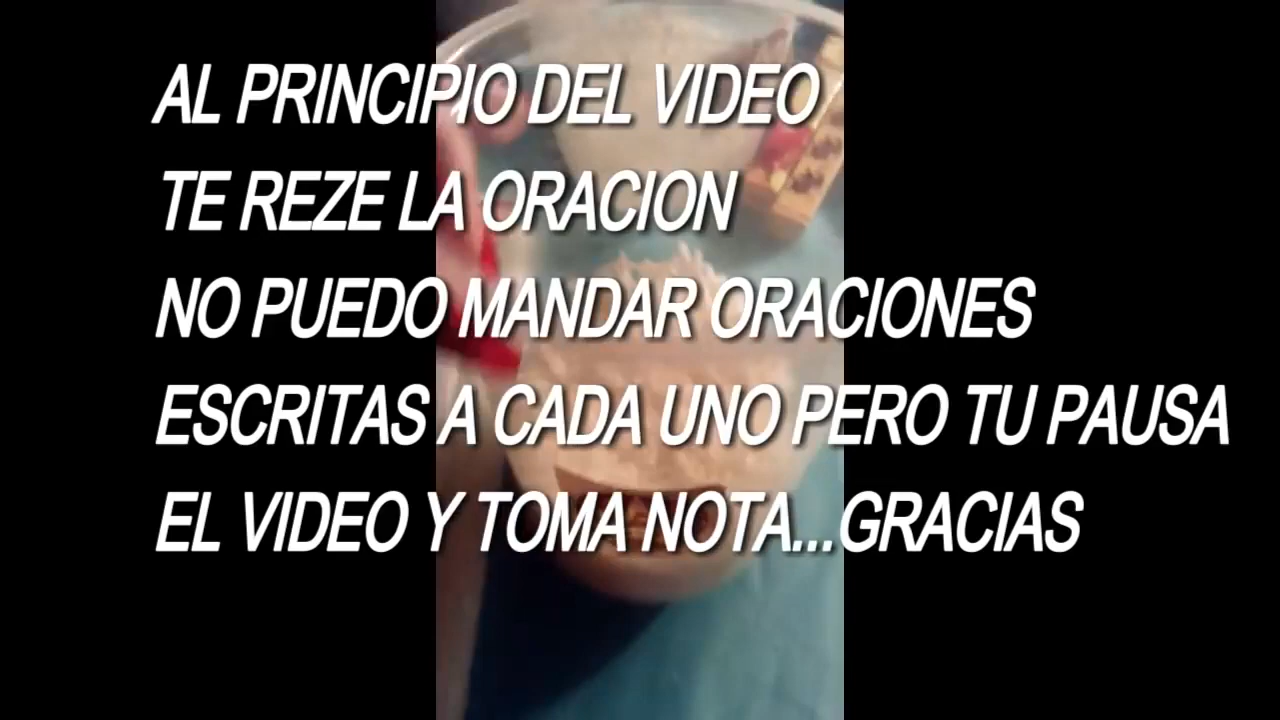 AL PRINCIPIO DEL VIDEO
TE REZE LA ORACION
NO PUEDO MANDAR ORACIONES
ESCRITAS A CADA UNO PERO TU PAUSA
EL VIDEO Y TOMA NOTA...GRACIAS